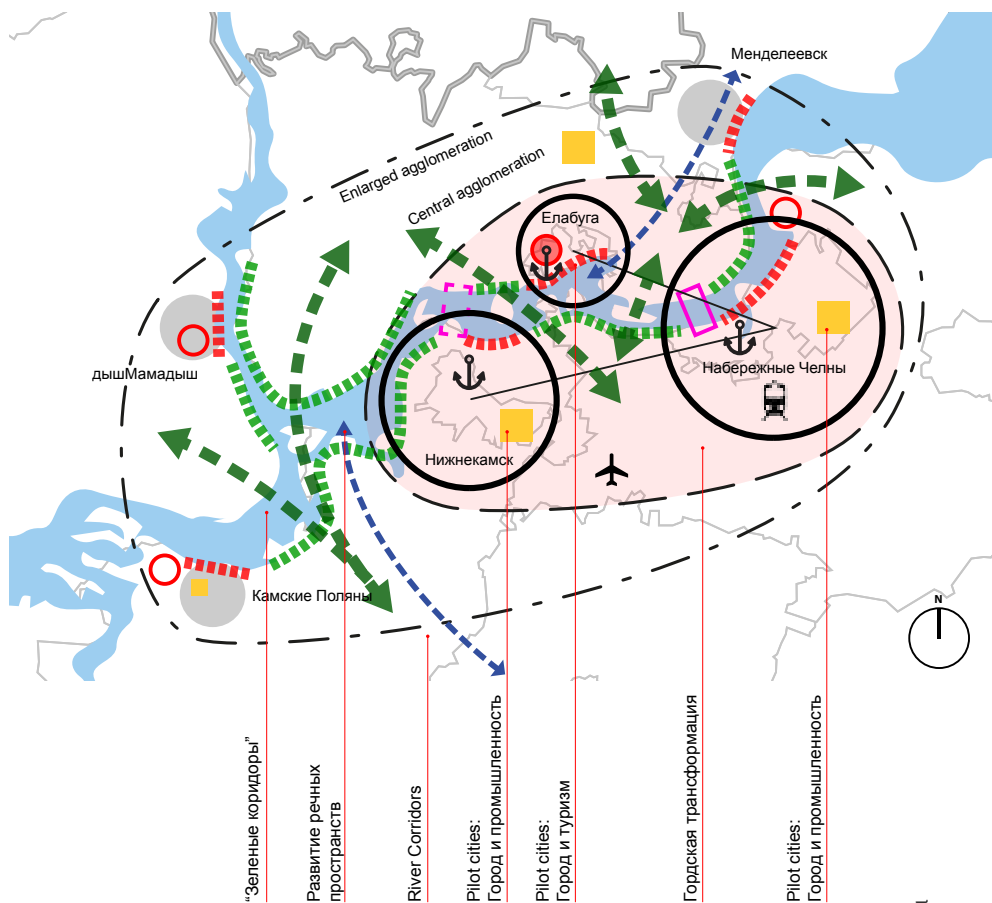 Менделеевск
Enlarged agglomeration
Central agglomeration
Елабуга
дышМамадыш
Набережные Челны
Нижнекамск
Камские Поляны
N
“Зеленые коридоры”
Развитие речных
пространств
River Corridors
Pilot cities:
Город и промышленность
Pilot cities:
Город и туризм
Гордская трансформация
Pilot cities:
Город и промышленность